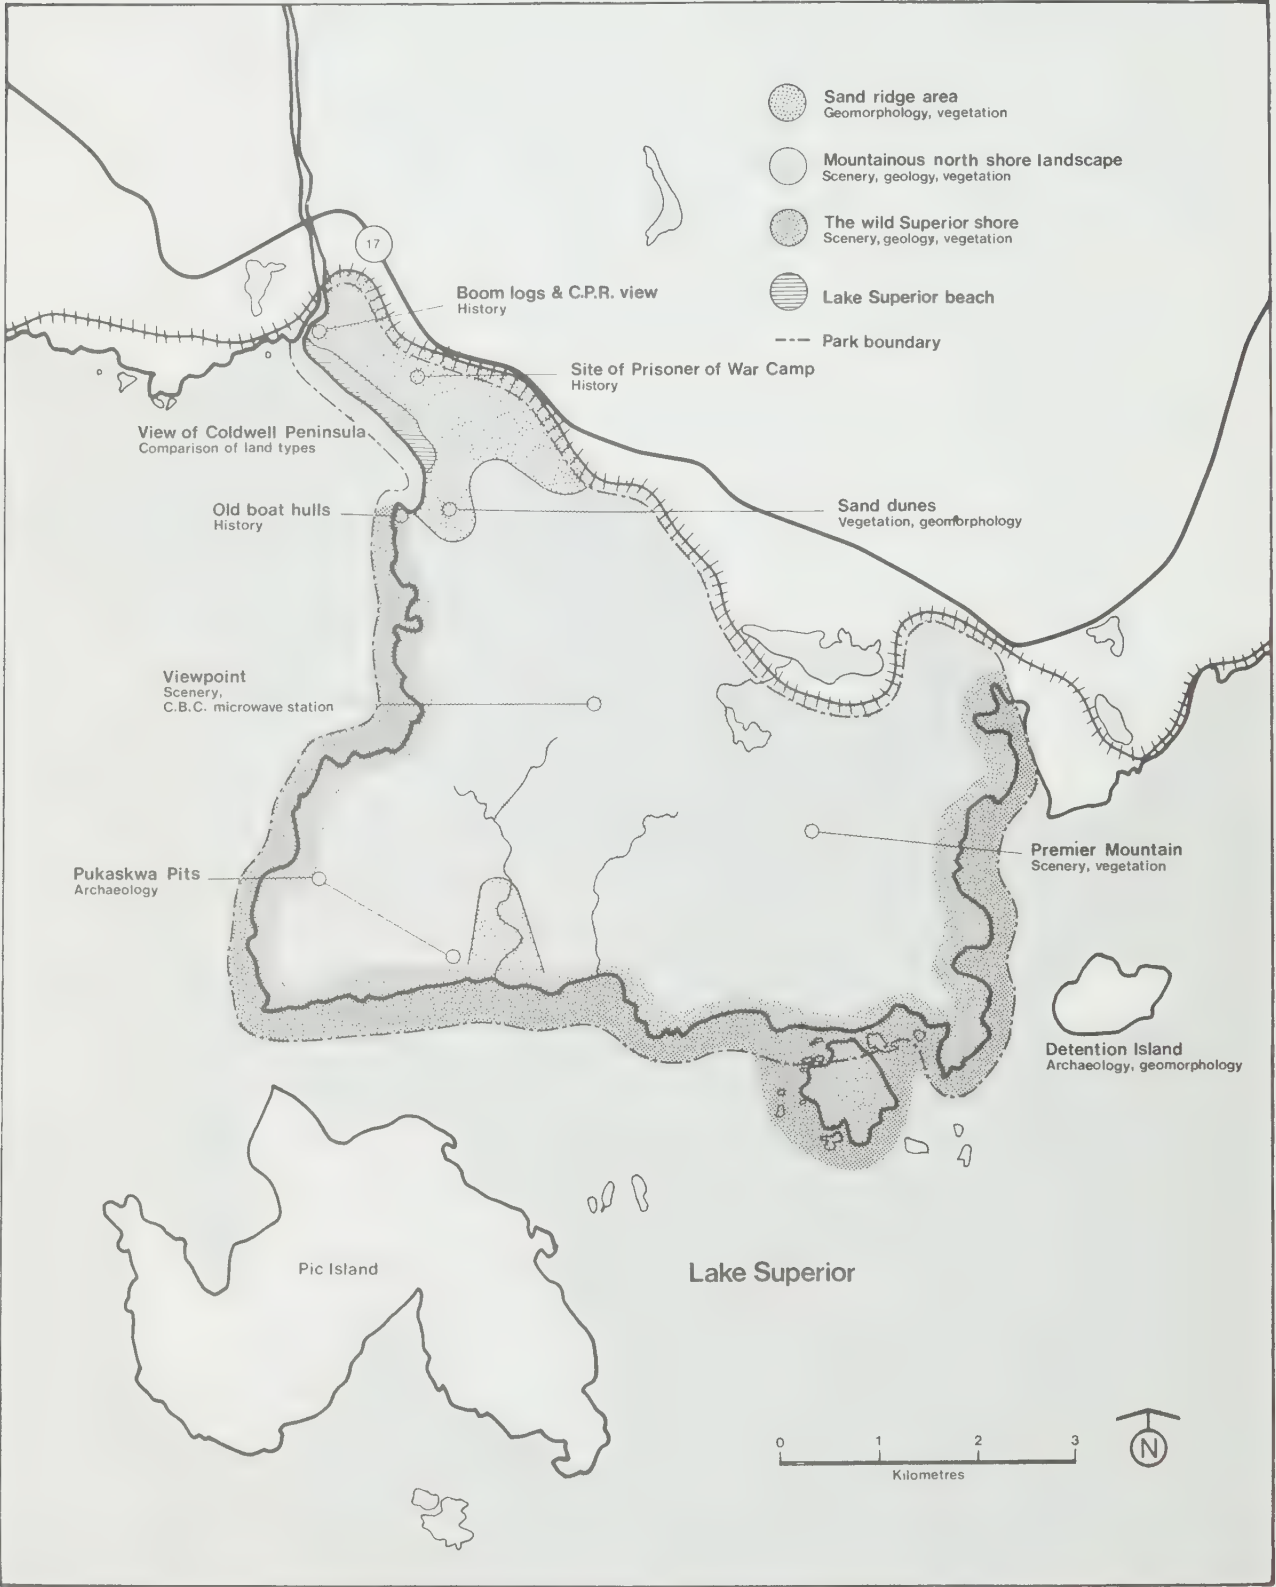 Sand ridge area
Geomorphology, vegetation
Mountainous north shore landscape
Scenery, geology, vegetation
The wild Superior shore
Scenery, geology, vegetation
Lake Superior beach
Park boundary
17
Boom logs & C.P.R. view
History
Site of Prisoner of War Camp
History
View of Coldwell Peninsula
Comparison of land types
Old boat hulls
History
Sand dunes
Vegetation, geomorphology
Viewpoint
Scenery,
C.B.C. microwave station
Premier Mountain
Scenery, vegetation
Pukaskwa Pits
Archaeology
Detention Island
Archaeology, geomorphology
Pic Island
Lake Superior
0 1 2 3
Kilometres
N